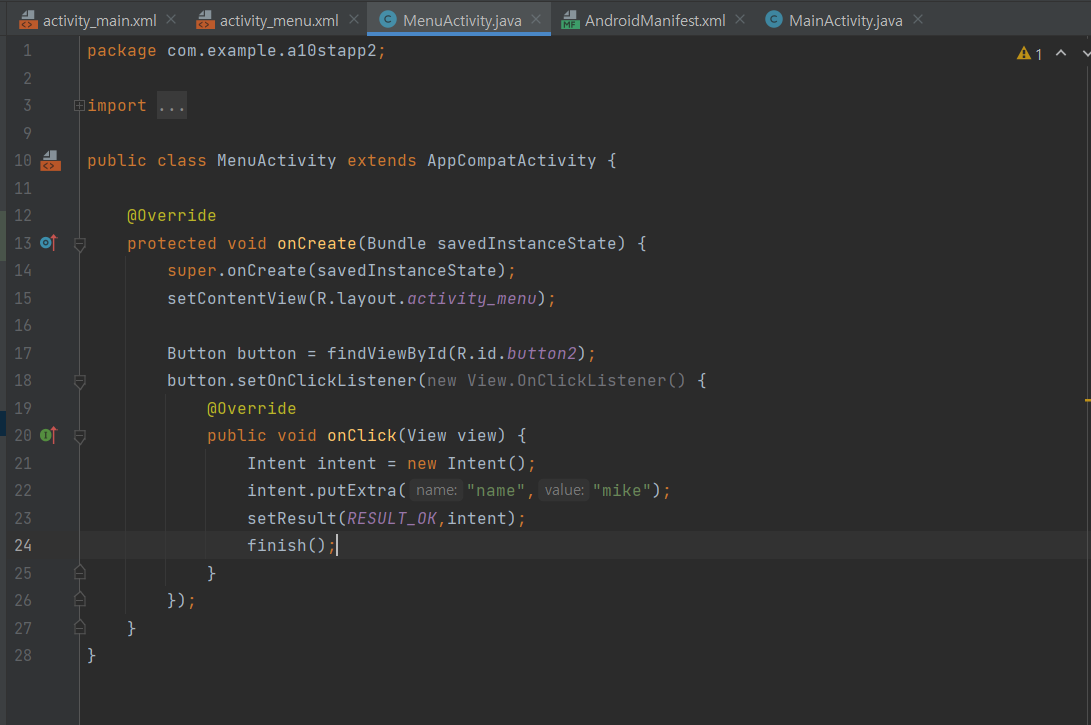 activity_main.xml activity_menu.xml MenuActivity.java AndroidManifest.xml MainActivity.java
1 package com.example.a10stapp2; 1
2
3 import ...
9
10 public class MenuActivity extends AppCompatActivity {
11
12 @Override
13 protected void onCreate(Bundle savedInstanceState) {
14 super.onCreate(savedInstanceState);
15 setContentView(R.layout.activity_menu);
16
17 Button button = findViewById(R.id.button2);
18 button.setOnClickListener(new View.OnClickListener() {
19 @Override
20 public void onClick(View view) {
21 Intent intent = new Intent();
22 intent.putExtra( name: "name", value: "mike");
23 setResult(RESULT_OK,intent);
24 finish();
25 }
26 });
27 }
28 }